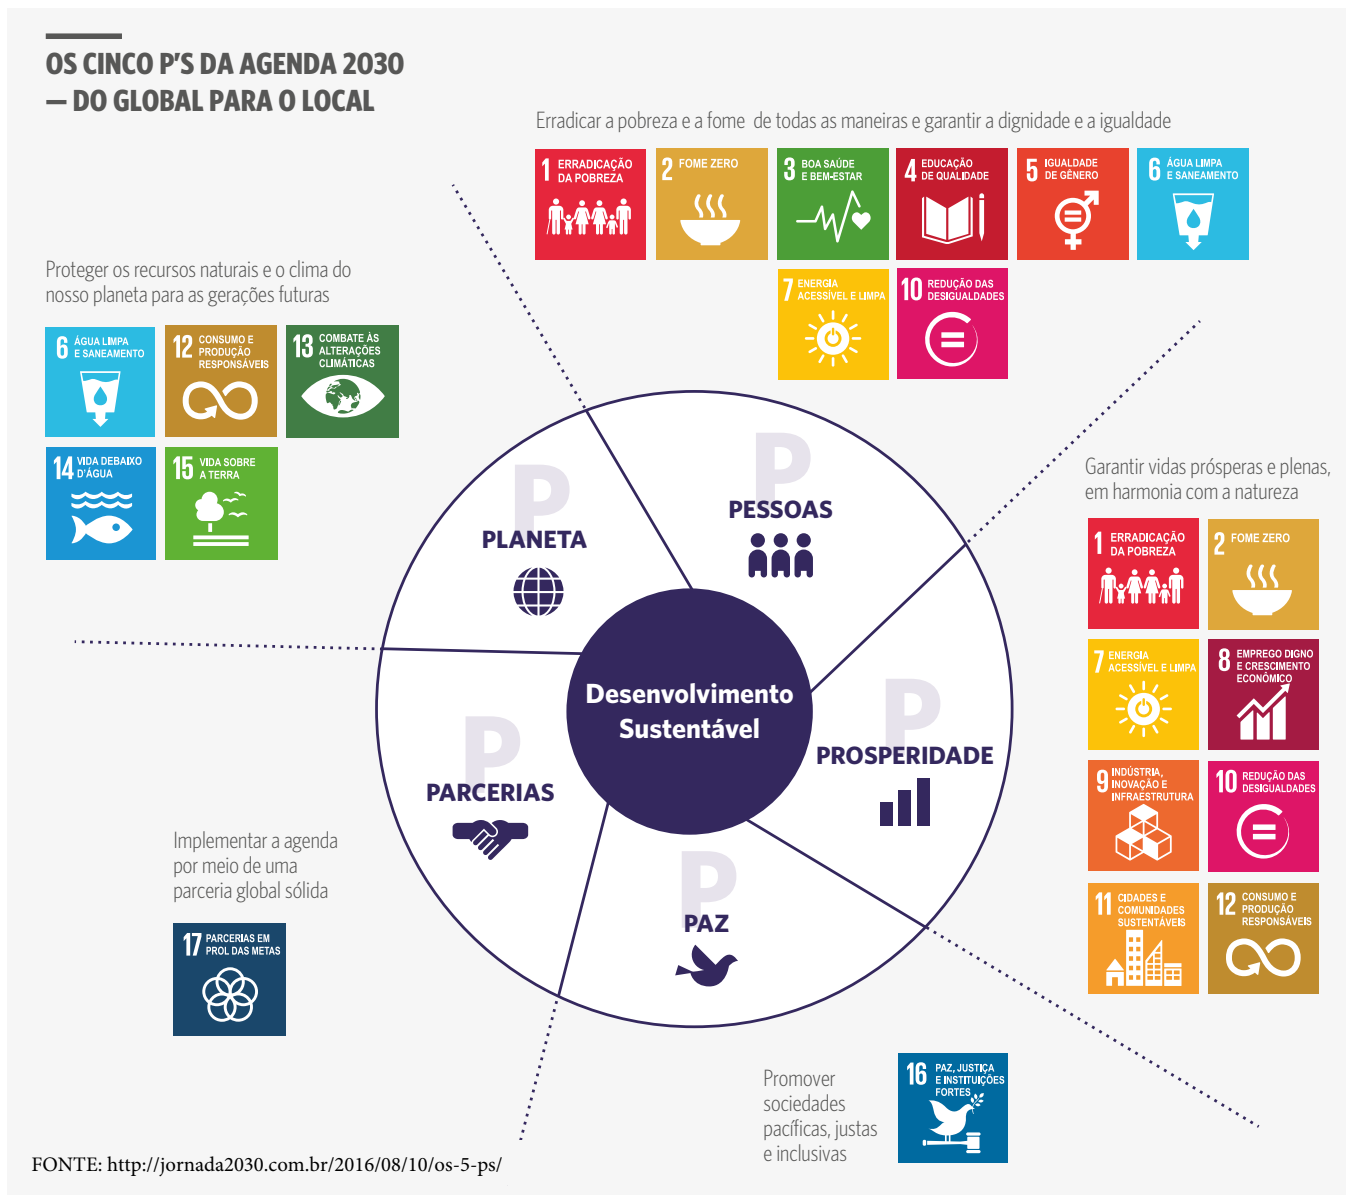 OS CINCO P'S DA AGENDA 2030
— DO GLOBAL PARA O LOCAL
Erradicar a pobreza e a fome de todas as maneiras e garantir a dignidade e a igualdade
1 ERRADICAÇÃO
DA POBREZA
2 FOME ZERO
3 BOA SAÚDE
E BEM-ESTAR
4 EDUCAÇÃO
DE QUALIDADE
5 IGUALDADE
DE GÊNERO
6 ÁGUA LIMPA
E SANEAMENTO
7 ENERGIA
ACESSÍVEL E LIMPA
10 REDUÇÃO DAS
DESIGUALDADES
Proteger os recursos naturais e o clima do
nosso planeta para as gerações futuras
6 ÁGUA LIMPA
E SANEAMENTO
12 CONSUMO E
PRODUÇÃO
RESPONSÁVEIS
13 COMBATE ÀS
ALTERAÇÕES
CLIMÁTICAS
14 VIDA DEBAIXO
D'ÁGUA
15 VIDA SOBRE
A TERRA
P
PLANETA
P
PESSOAS
Garantir vidas prósperas e plenas,
em harmonia com a natureza
1 ERRADICAÇÃO
DA POBREZA
2 FOME ZERO
7 ENERGIA
ACESSÍVEL E LIMPA
8 EMPREGO DIGNO
E CRESCIMENTO
ECONÔMICO
9 INDÚSTRIA,
INOVAÇÃO E
INFRAESTRUTURA
10 REDUÇÃO DAS
DESIGUALDADES
11 CIDADES E
COMUNIDADES
SUSTENTÁVEIS
12 CONSUMO E
PRODUÇÃO
RESPONSÁVEIS
Desenvolvimento
Sustentável
P
PROSPERIDADE
P
PARCERIAS
P
PAZ
Implementar a agenda
por meio de uma
parceria global sólida
17 PARCERIAS EM
PROL DAS METAS
Promover
sociedades
pacíficas, justas
e inclusivas
16 PAZ, JUSTIÇA
E INSTITUIÇÕES
FORTES
FONTE: http://jornada2030.com.br/2016/08/10/os-5-ps/